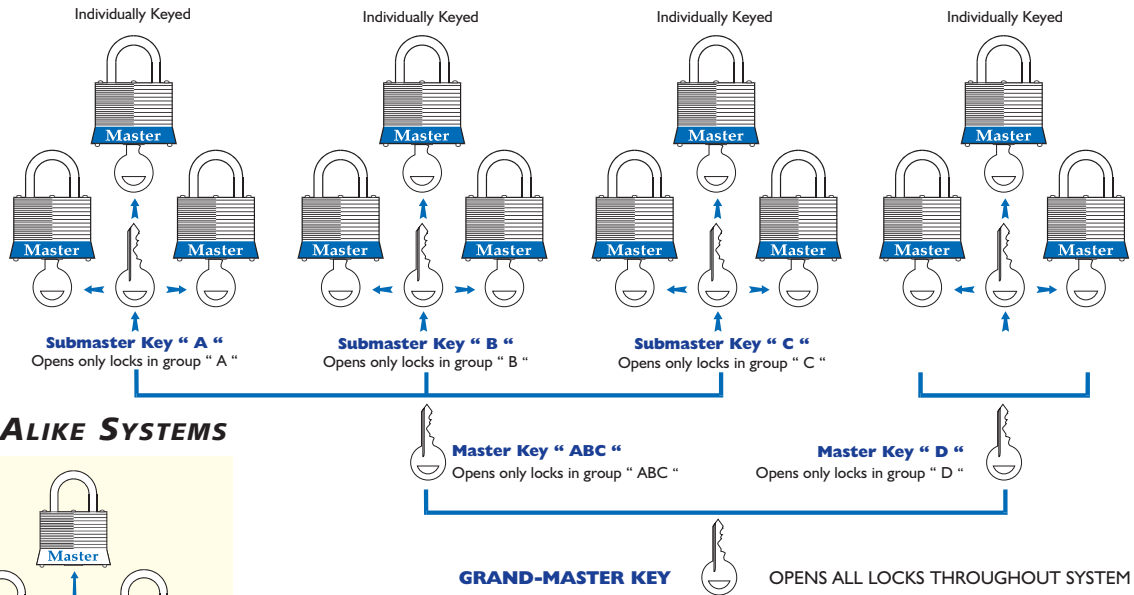 Individually Keyed
Individually Keyed
Individually Keyed
Individually Keyed
Master
Master
Master
Master
Master
Master
Master
Master
Master
Master
Master
Master
Submaster Key “ A “
Opens only locks in group “ A “
Submaster Key “ B “
Opens only locks in group “ B “
Submaster Key “ C “
Opens only locks in group “ C “
ALIKE SYSTEMS
Master
Master Key “ ABC “
Opens only locks in group “ ABC “
Master Key “ D “
Opens only locks in group “ D “
GRAND-MASTER KEY
OPENS ALL LOCKS THROUGHOUT SYSTEM